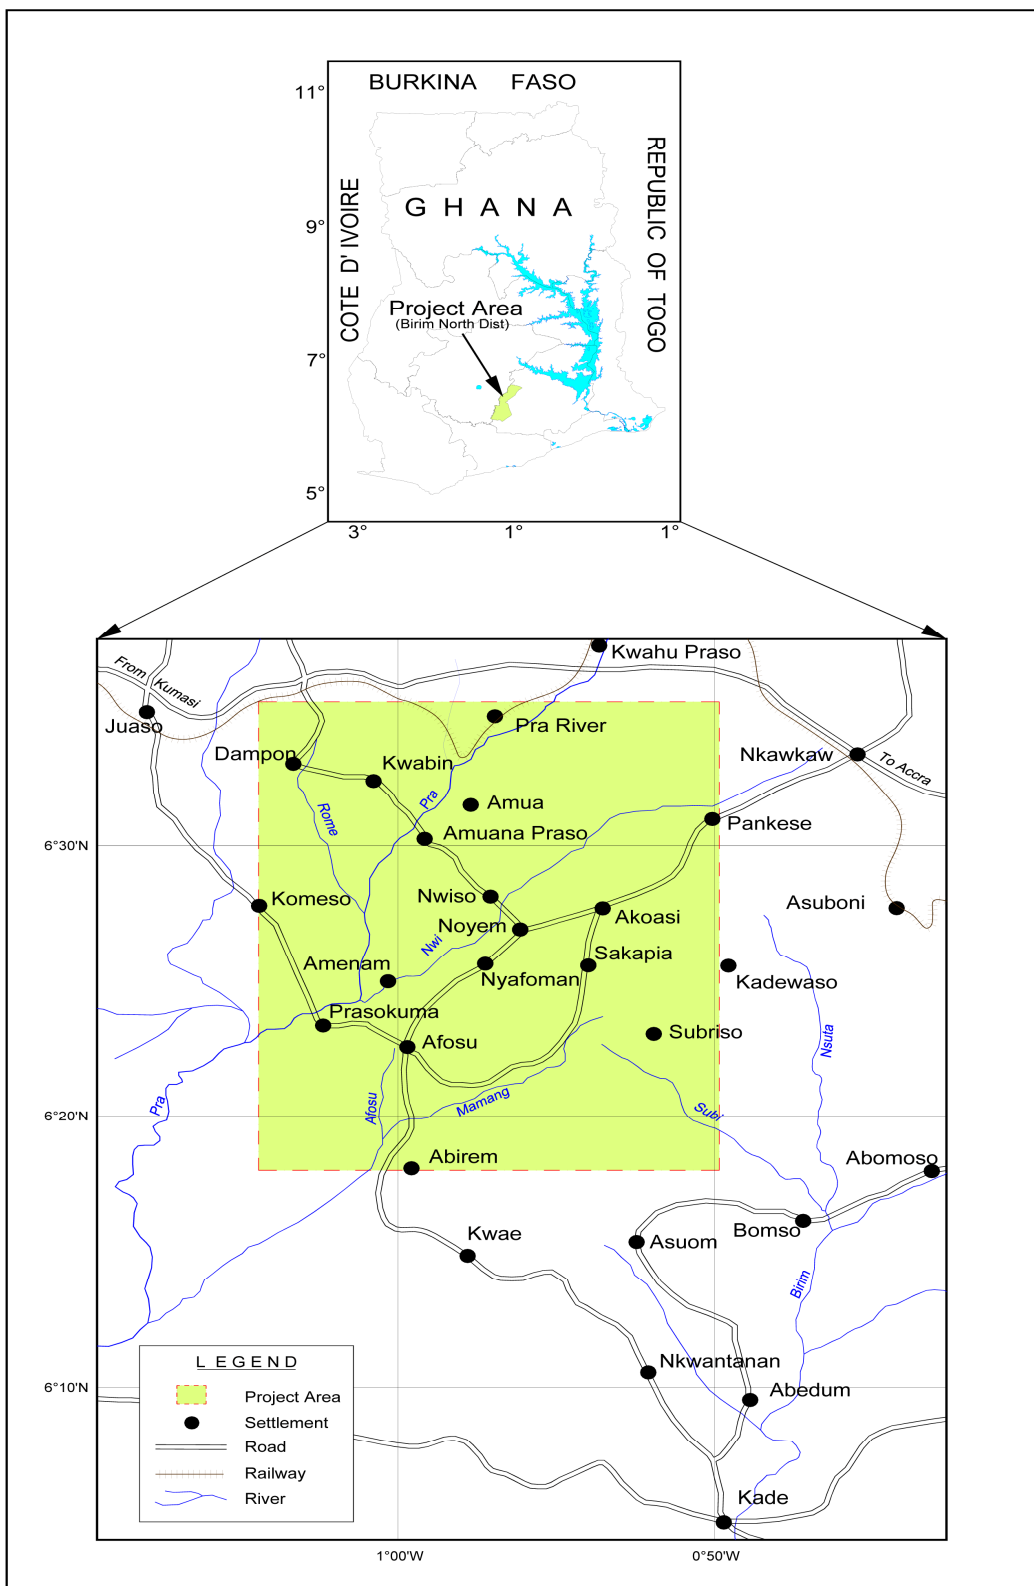 BURKINA FASO
11°
REPUBLIC OF TOGO
COTE D' IVOIRE
GHANA
9°
Project Area
(Birim North Dist)
7°
5°
3°
1°
1°
Kwahu Praso
From Kumasi
Juaso
Pra River
Dampon
Kwabin
Nkawkaw
To Accra
Rome
Pra
Amua
Amuana Praso
Pankese
6°30'N
Komeso
Nwiso
Akoasi
Asuboni
Noyem
Nwi
Amenam
Sakapia
Nyafoman
Kadewaso
Prasokuma
Afosu
Subriso
Nsuta
Pra
Afosu
Mamang
Subi
6°20'N
Abirem
Abomoso
Kwae
Asuom
Bomso
Birim
LEGEND
Project Area
Settlement
Road
Railway
River
Nkwantanan
6°10'N
Abedum
Kade
1°00'W
0°50'W